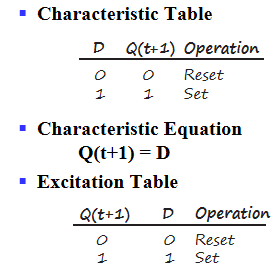 ▪ Characteristic Table
D Q(t+1) Operation
0 0 Reset
1 1 Set
▪ Characteristic Equation
Q(t+1) = D
▪ Excitation Table
Q(t+1) D Operation
0 0 Reset
1 1 Set